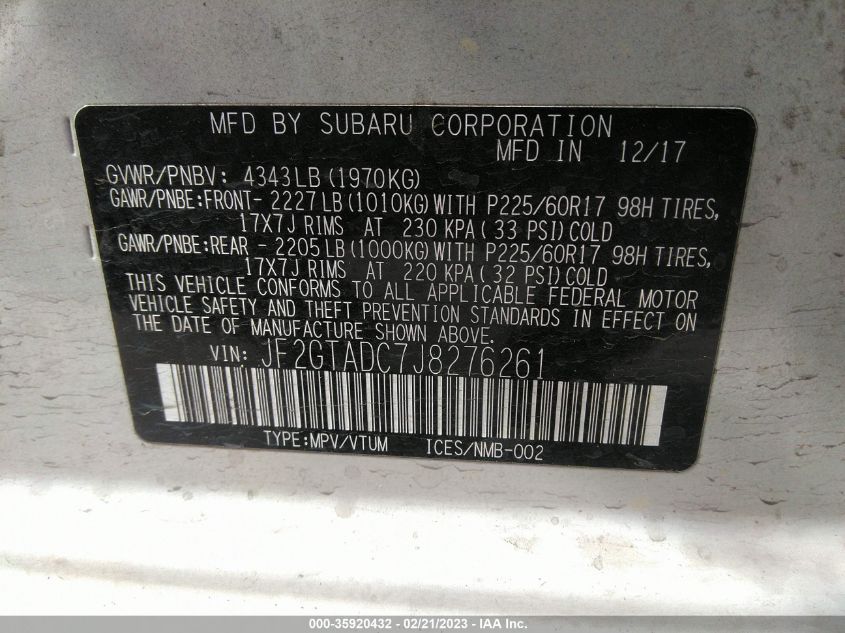 MFD BY SUBARU CORPORATION
MFD IN 12/17
GVWR/PNBV: 4343LB(1970KG)
GAWR/PNBE:FRONT- 2227LB(1010KG)WITH P225/60R17 98H TIRES,
17X7J RIMS AT 230 KPA(33 PSI)COLD
GAWR/PNBE:REAR - 2205LB(1000KG)WITH P225/60R17 98H TIRES,
17X7J RIMS AT 220 KPA(32 PSI)COLD
THIS VEHICLE CONFORMS TO ALL APPLICABLE FEDERAL MOTOR
VEHICLE SAFETY AND THEFT PREVENTION STANDARDS IN EFFECT ON
THE DATE OF MANUFACTURE SHOWN ABOVE.
VIN: JF2GTADC7J8276261
TYPE:MPV/VTUM ICES/NMB-002
000-35920432 - 02/21/2023 - IAA Inc.